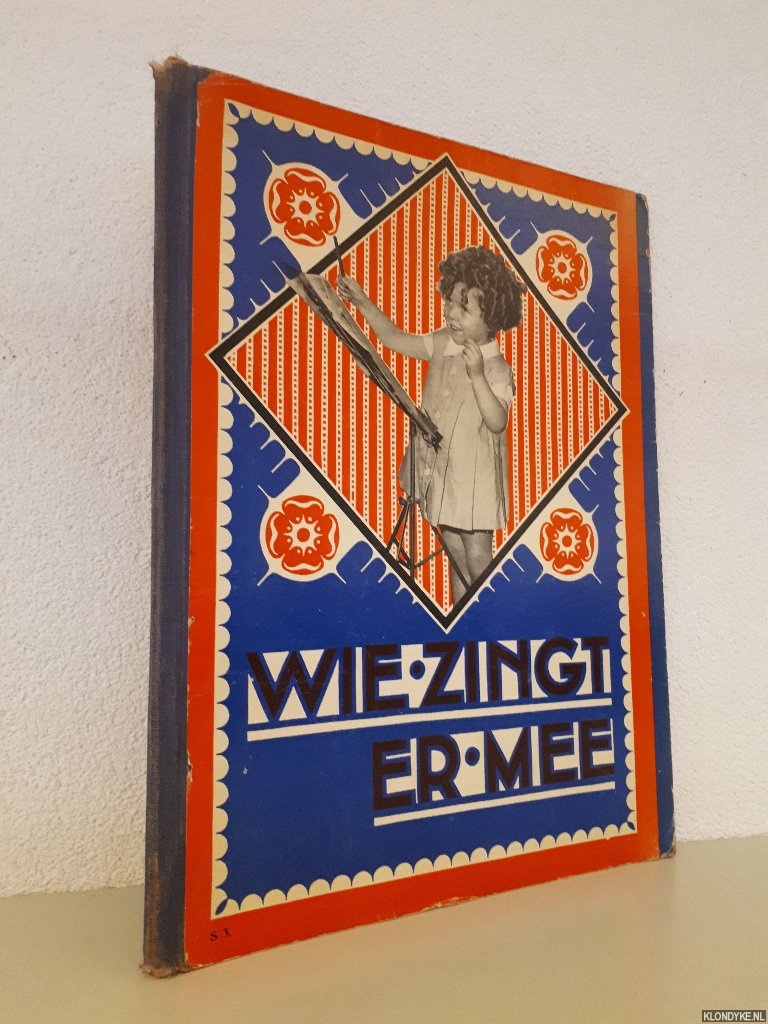 WIE·ZINGT
ER·MEE
S 3.
KLONDYKE.NL